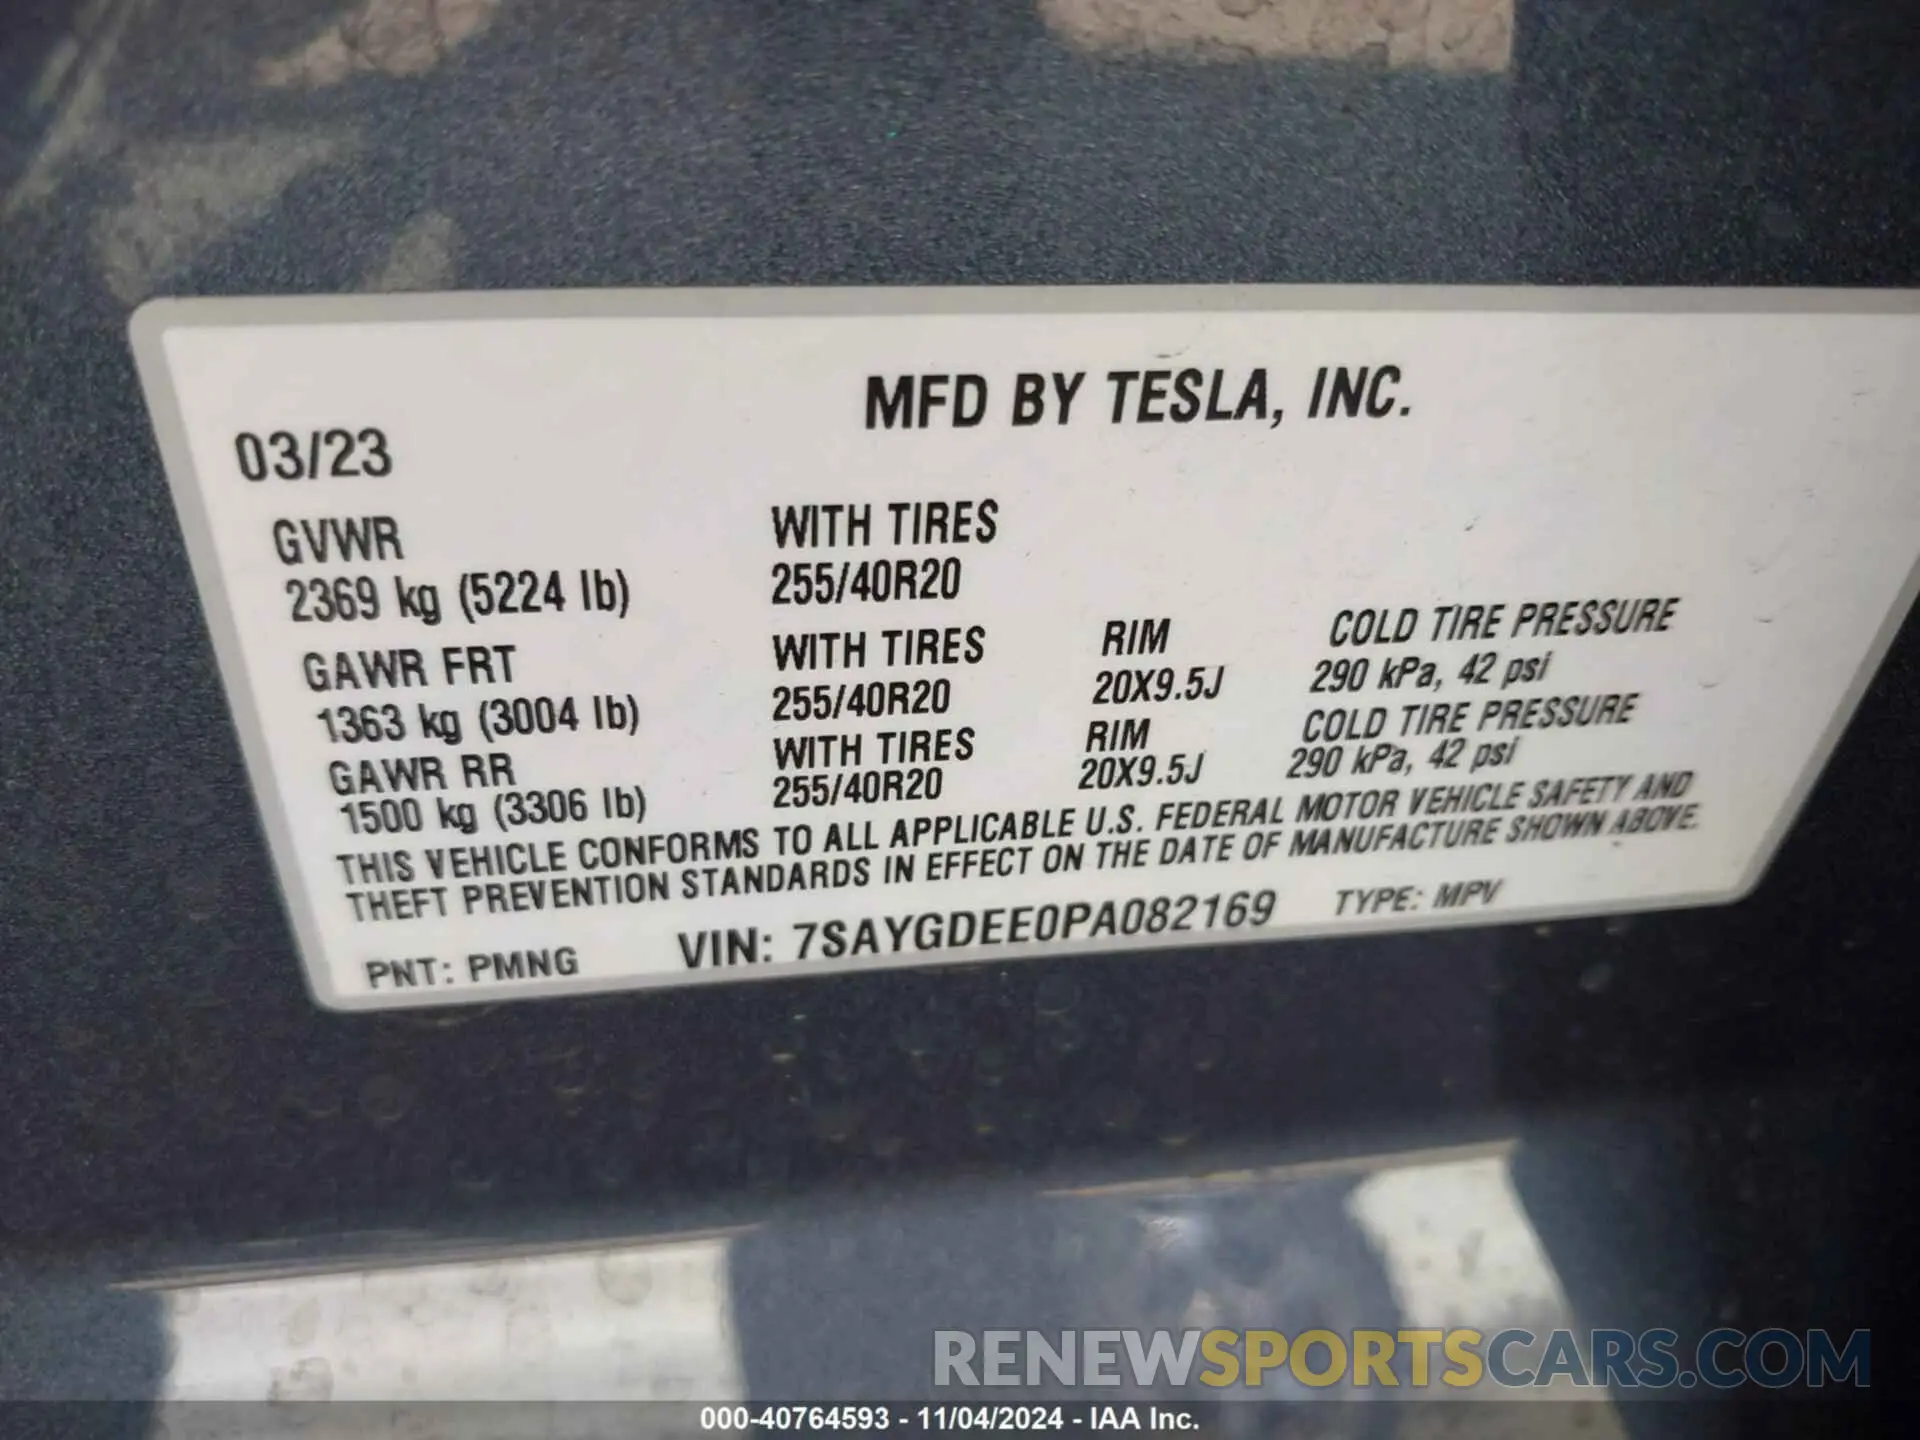 MFD BY TESLA, INC.
03/23
GVWR WITH TIRES
2369 kg (5224 lb) 255/40R20
GAWR FRT WITH TIRES RIM COLD TIRE PRESSURE
1363 kg (3004 lb) 255/40R20 20X9.5J 290 kPa, 42 psi
GAWR RR WITH TIRES RIM COLD TIRE PRESSURE
1500 kg (3306 lb) 255/40R20 20X9.5J 290 kPa, 42 psi
THIS VEHICLE CONFORMS TO ALL APPLICABLE U.S. FEDERAL MOTOR VEHICLE SAFETY AND
THEFT PREVENTION STANDARDS IN EFFECT ON THE DATE OF MANUFACTURE SHOWN ABOVE.
PNT: PMNG VIN: 7SAYGDEE0PA082169 TYPE: MPV
RENEWSPORTSCARS.COM
000-40764593 - 11/04/2024 - IAA Inc.